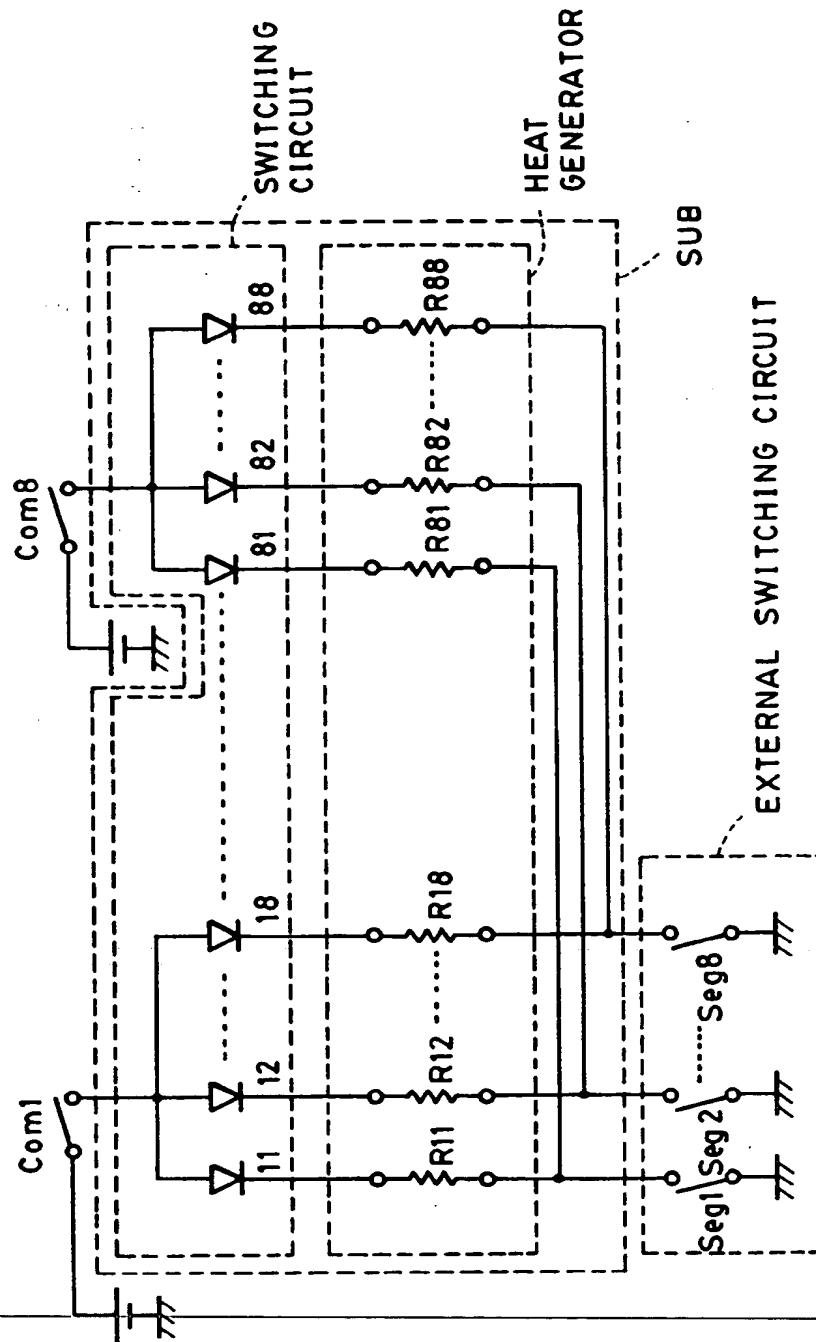 Com1
Com8
SWITCHING
CIRCUIT
11
12
18
81
82
88
HEAT
GENERATOR
R11
R12
R18
R81
R82
R88
SUB
Seg1
Seg2
Seg8
EXTERNAL SWITCHING CIRCUIT